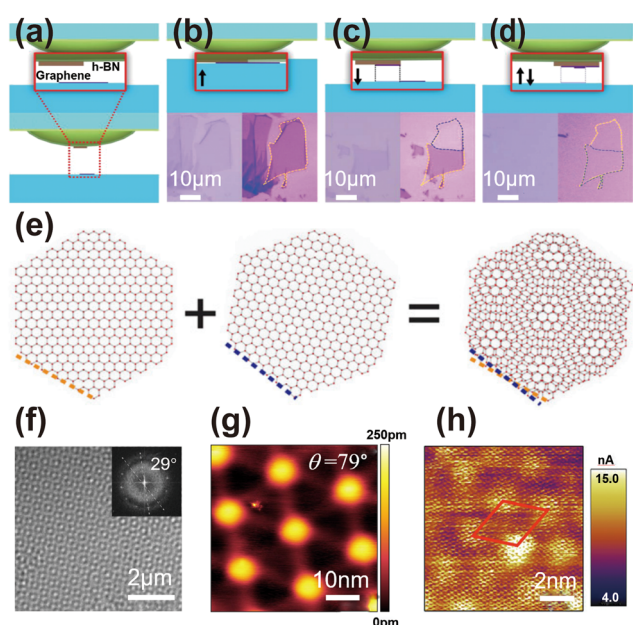 (a)
(b)
(c)
(d)
h-BN
Graphene
10μm
10μm
10μm
(e)
+
=
(f)
(g)
(h)
29°
2μm
250pm
θ=79°
10nm
0pm
nA
15.0
2nm
4.0